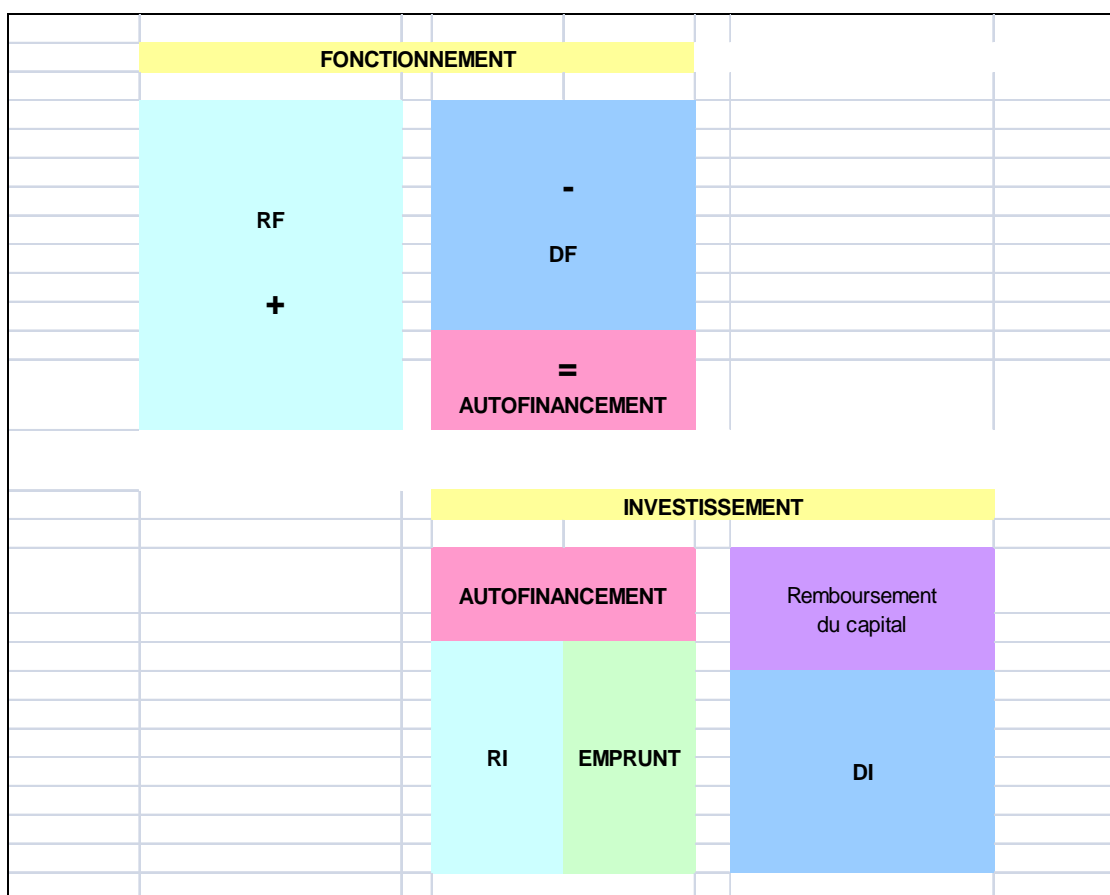 FONCTIONNEMENT
-
RF
DF
+
=
AUTOFINANCEMENT
INVESTISSEMENT
AUTOFINANCEMENT
Remboursement
du capital
RI
EMPRUNT
DI